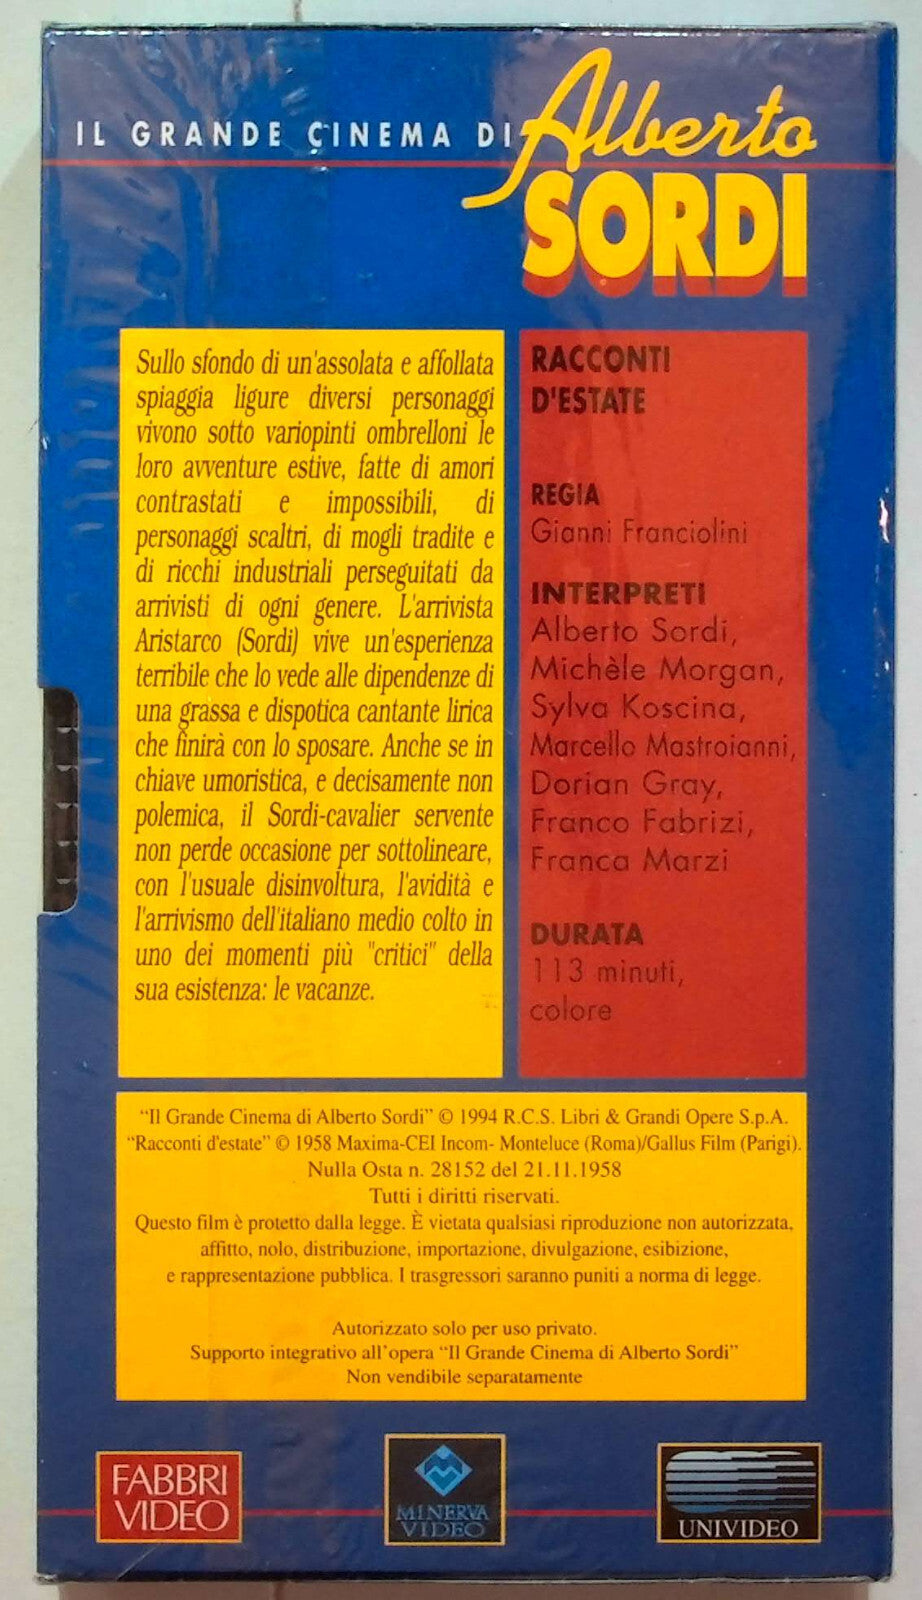 IL GRANDE CINEMA DI Alberto
SORDI
Sullo sfondo di un'assolata e affollata
spiaggia ligure diversi personaggi
vivono sotto variopinti ombrelloni le
loro avventure estive, fatte di amori
contrastati e impossibili, di
personaggi scaltri, di mogli tradite e
di ricchi industriali perseguitati da
arrivisti di ogni genere. L'arrivista
Aristarco (Sordi) vive un'esperienza
terribile che lo vede alle dipendenze di
una grassa e dispotica cantante lirica
che finirà con lo sposare. Anche se in
chiave umoristica, e decisamente non
polemica, il Sordi-cavalier servente
non perde occasione per sottolineare,
con l'usuale disinvoltura, l'avidità e
l'arrivismo dell'italiano medio colto in
uno dei momenti più "critici" della
sua esistenza: le vacanze.
RACCONTI
D'ESTATE
REGIA
Gianni Franciolini
INTERPRETI
Alberto Sordi,
Michèle Morgan,
Sylva Koscina,
Marcello Mastroianni,
Dorian Gray,
Franco Fabrizi,
Franca Marzi
DURATA
113 minuti,
colore
“Il Grande Cinema di Alberto Sordi” © 1994 R.C.S. Libri & Grandi Opere S.p.A.
“Racconti d'estate” © 1958 Maxima-CEI Incom- Monteluce (Roma)/Gallus Film (Parigi).
Nulla Osta n. 28152 del 21.11.1958
Tutti i diritti riservati.
Questo film è protetto dalla legge. È vietata qualsiasi riproduzione non autorizzata,
affitto, nolo, distribuzione, importazione, divulgazione, esibizione,
e rappresentazione pubblica. I trasgressori saranno puniti a norma di legge.
Autorizzato solo per uso privato.
Supporto integrativo all’opera “Il Grande Cinema di Alberto Sordi”
Non vendibile separatamente
FABBRI
VIDEO
MINERVA
VIDEO
UNIVIDEO